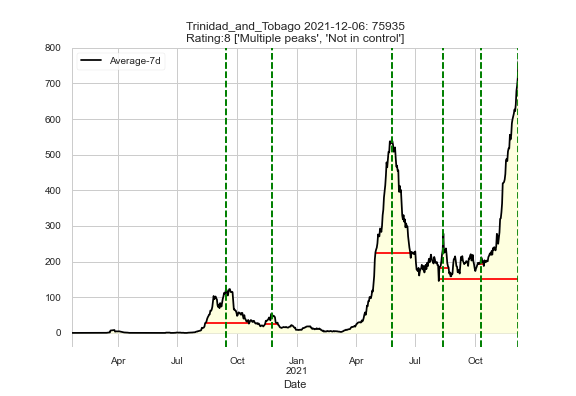 Trinidad_and_Tobago 2021-12-06: 75935
Rating:8 ['Multiple peaks', 'Not in control']
Average-7d
800
700
600
500
400
300
200
100
0
Apr
Jul
Oct
Jan
2021
Apr
Jul
Oct
Date